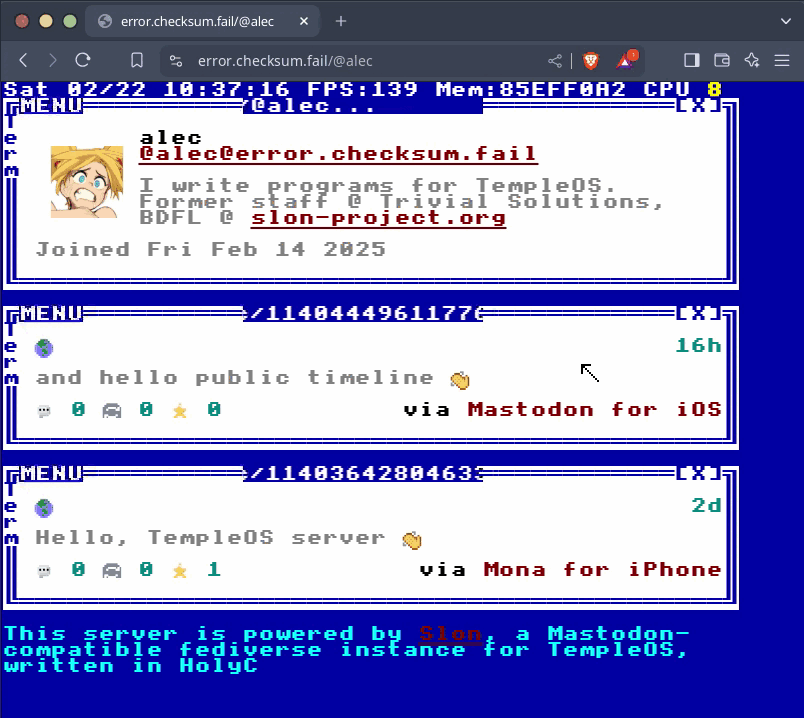 error.checksum.fail/@alec
error.checksum.fail/@alec
Sat 02/22 10:37:16 FPS:139 Mem:85EFF0A2 CPU 8
MENU /@alec... [X]
Term
alec
@alec@error.checksum.fail
I write programs for TempleOS.
Former staff @ Trivial Solutions,
BDFL @ slon-project.org
Joined Fri Feb 14 2025
MENU /11404449611776 [X]
Term
16h
and hello public timeline 👏
0 0 0 via Mastodon for iOS
MENU /11403642804633 [X]
Term
2d
Hello, TempleOS server 👏
0 0 1 via Mona for iPhone
This server is powered by Slon, a Mastodon-
compatible fediverse instance for TempleOS,
written in HolyC